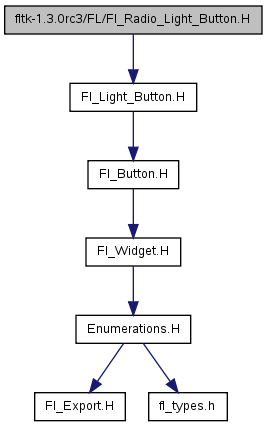 fltk-1.3.0rc3/FL/Fl_Radio_Light_Button.H
Fl_Light_Button.H
Fl_Button.H
Fl_Widget.H
Enumerations.H
Fl_Export.H
fl_types.h